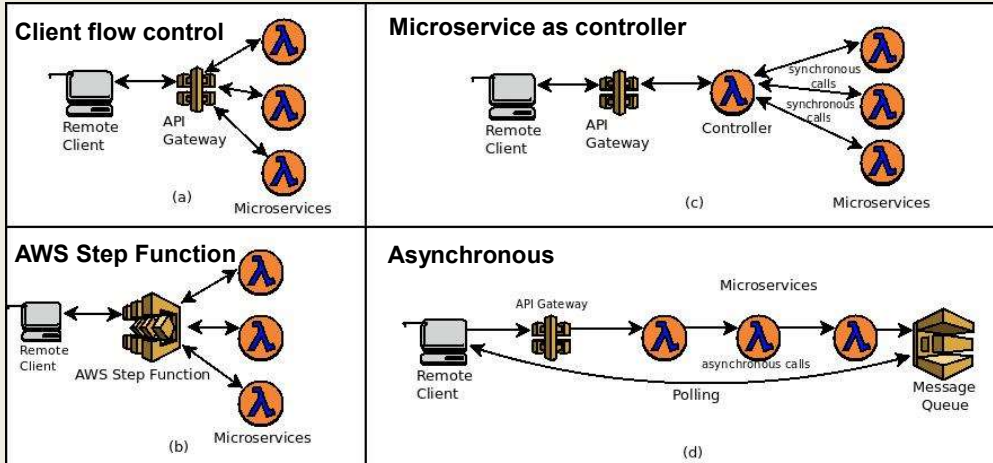 Client flow control
Remote
Client
API
Gateway
Microservices
(a)
Microservice as controller
Remote
Client
API
Gateway
Controller
synchronous
calls
synchronous
calls
Microservices
(c)
AWS Step Function
Remote
Client
AWS Step Function
Microservices
(b)
Asynchronous
Microservices
API Gateway
Remote
Client
asynchronous calls
Polling
Message
Queue
(d)
λ
λ
λ
λ
λ
λ
λ
λ
λ
λ
λ
λ
λ